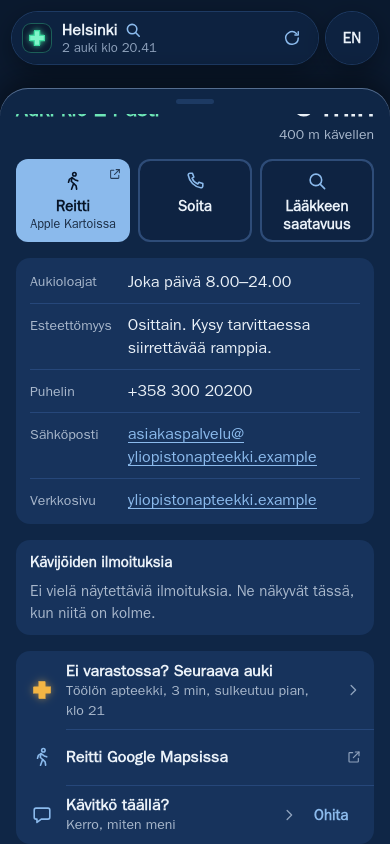 Helsinki
2 auki klo 20.41
EN
400 m kävellen
Reitti
Apple Kartoissa
Soita
Lääkkeen
saatavuus
Aukioloajat
Joka päivä 8.00–24.00
Esteettömyys
Osittain. Kysy tarvittaessa
siirrettävää ramppia.
Puhelin
+358 300 20200
Sähköposti
asiakaspalvelu@
yliopistonapteekki.example
Verkkosivu
yliopistonapteekki.example
Kävijöiden ilmoituksia
Ei vielä näytettäviä ilmoituksia. Ne näkyvät tässä,
kun niitä on kolme.
Ei varastossa? Seuraava auki
Töölön apteekki, 3 min, sulkeutuu pian,
klo 21
Reitti Google Mapsissa
Kävitkö täällä?
Kerro, miten meni
Ohita